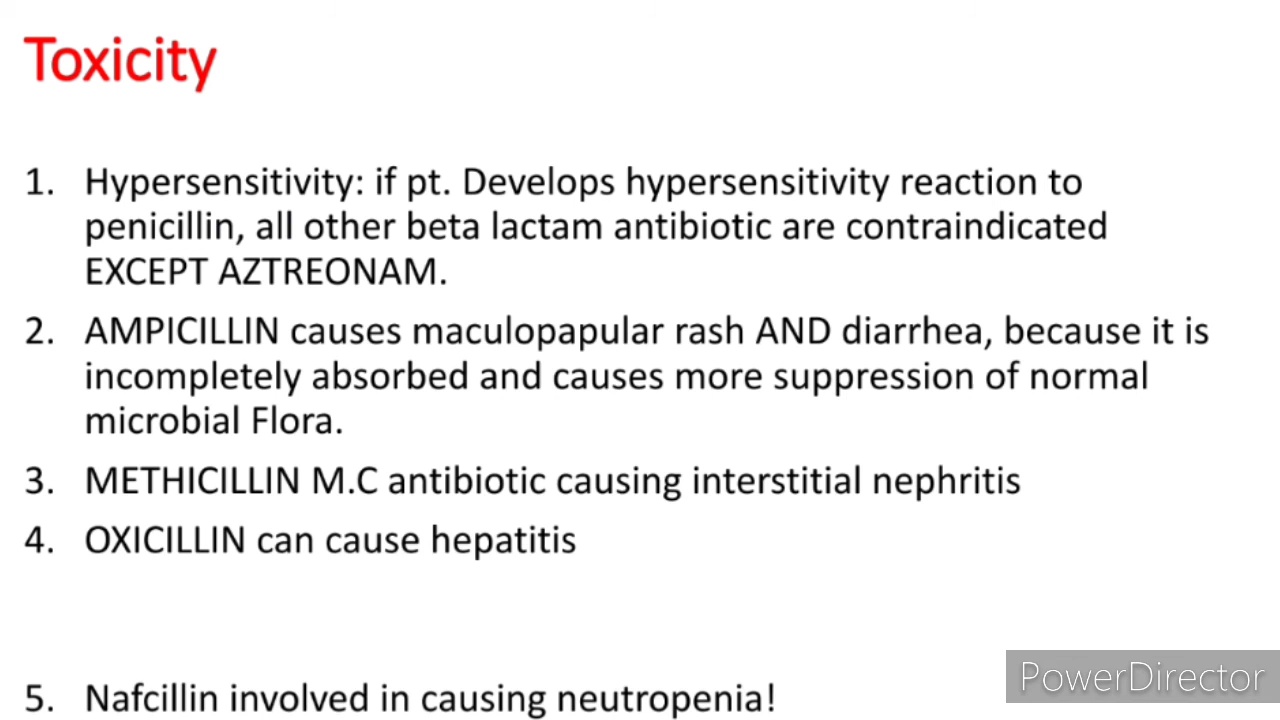 Toxicity
1. Hypersensitivity: if pt. Develops hypersensitivity reaction to
penicillin, all other beta lactam antibiotic are contraindicated
EXCEPT AZTREONAM.
2. AMPICILLIN causes maculopapular rash AND diarrhea, because it is
incompletely absorbed and causes more suppression of normal
microbial Flora.
3. METHICILLIN M.C antibiotic causing interstitial nephritis
4. OXICILLIN can cause hepatitis
5. Nafcillin involved in causing neutropenia!
PowerDirector